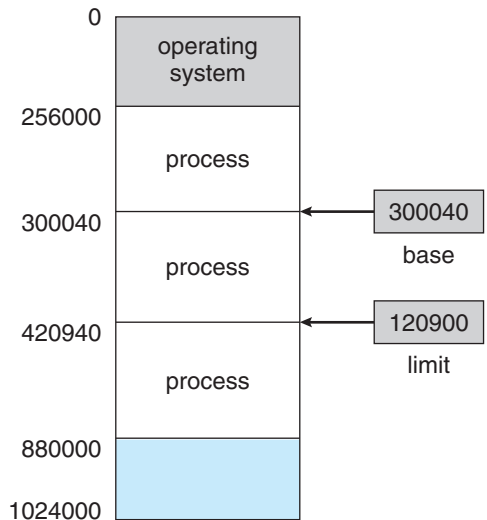 0
operating
system
256000
process
300040
300040
base
process
420940
120900
limit
process
880000
1024000